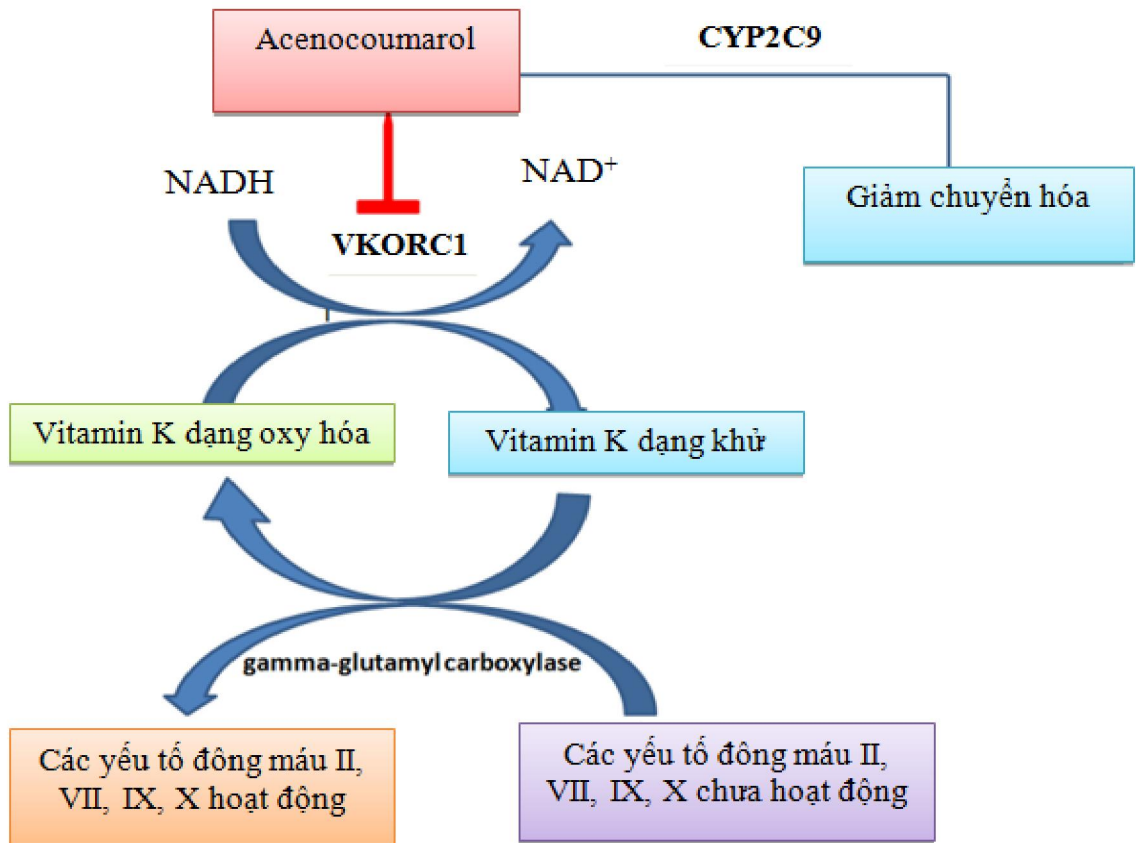 Acenocoumarol
CYP2C9
NADH
NAD⁺
Giảm chuyển hóa
VKORC1
Vitamin K dạng oxy hóa
Vitamin K dạng khử
gamma-glutamyl carboxylase
Các yếu tố đông máu II,
VII, IX, X hoạt động
Các yếu tố đông máu II,
VII, IX, X chưa hoạt động